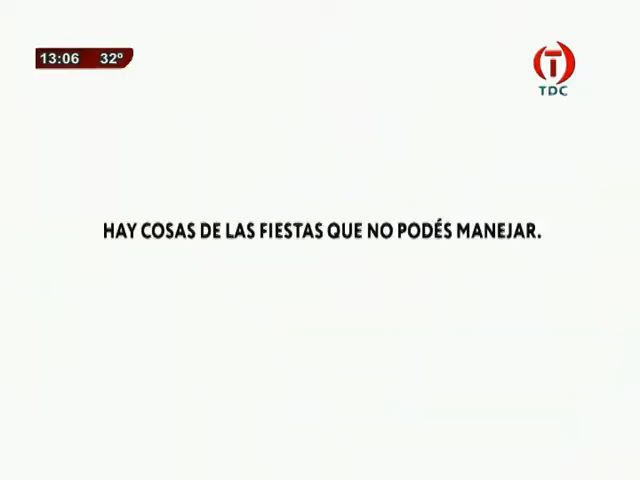 13:06 32º
T
TDC
HAY COSAS DE LAS FIESTAS QUE NO PODÉS MANEJAR.